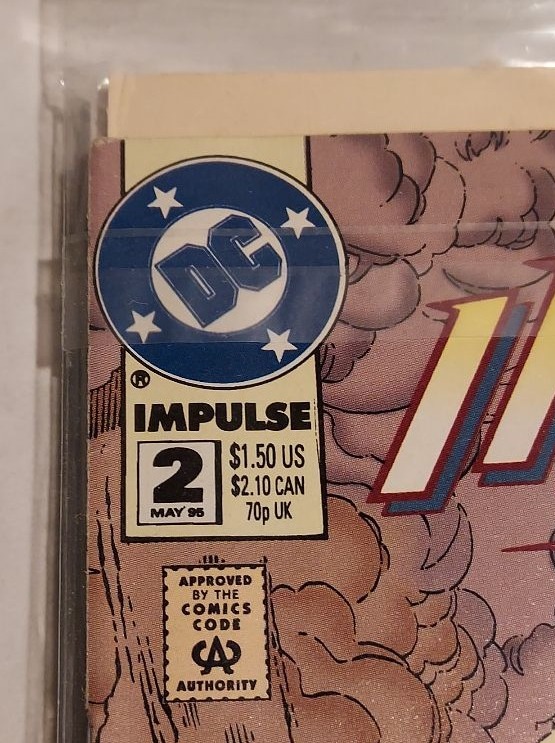 DC
®
IMPULSE
2
MAY 95
$1.50 US
$2.10 CAN
70p UK
APPROVED
BY THE
COMICS
CODE
CA
AUTHORITY